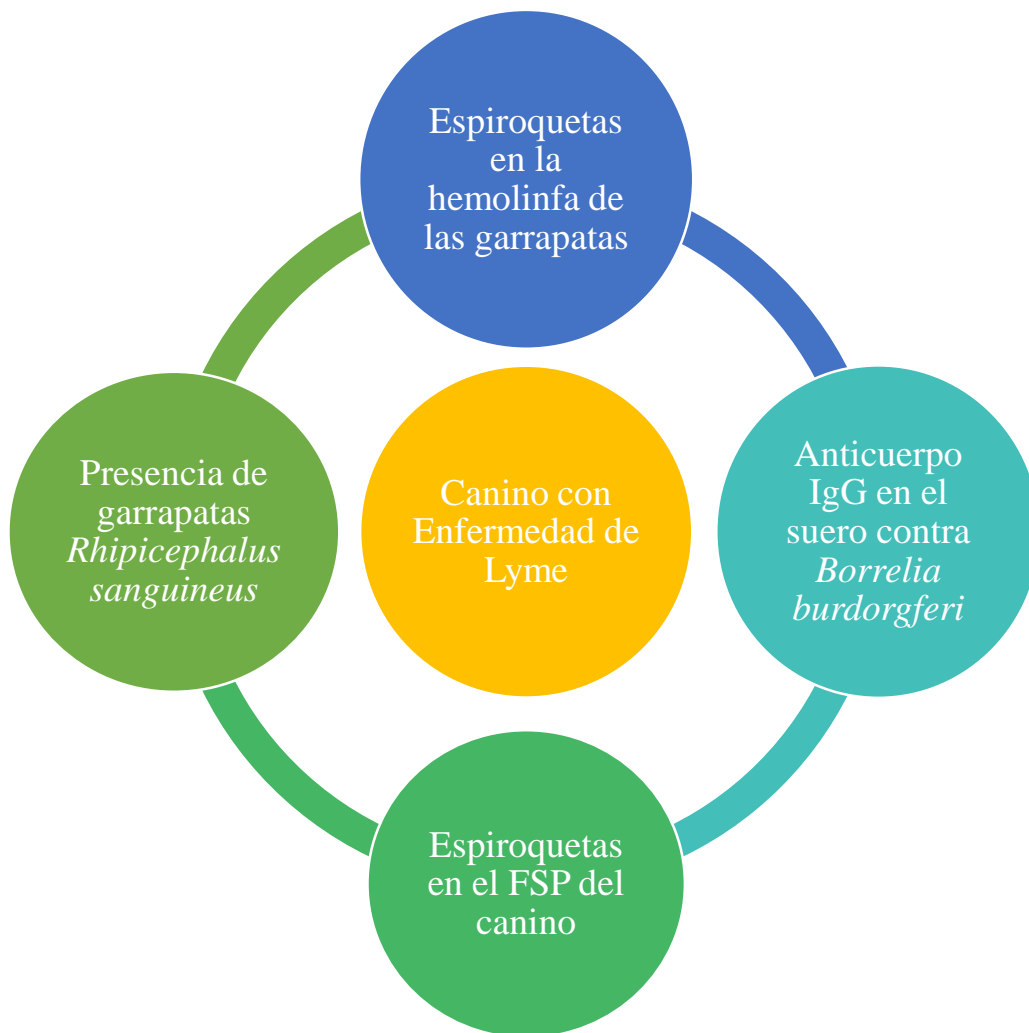 Espiroquetas
en la
hemolinfa de
las garrapatas
Presencia de
garrapatas
Rhipicephalus
sanguineus
Canino con
Enfermedad de
Lyme
Anticuerpo
IgG en el
suero contra
Borrelia
burdorgferi
Espiroquetas
en el FSP del
canino